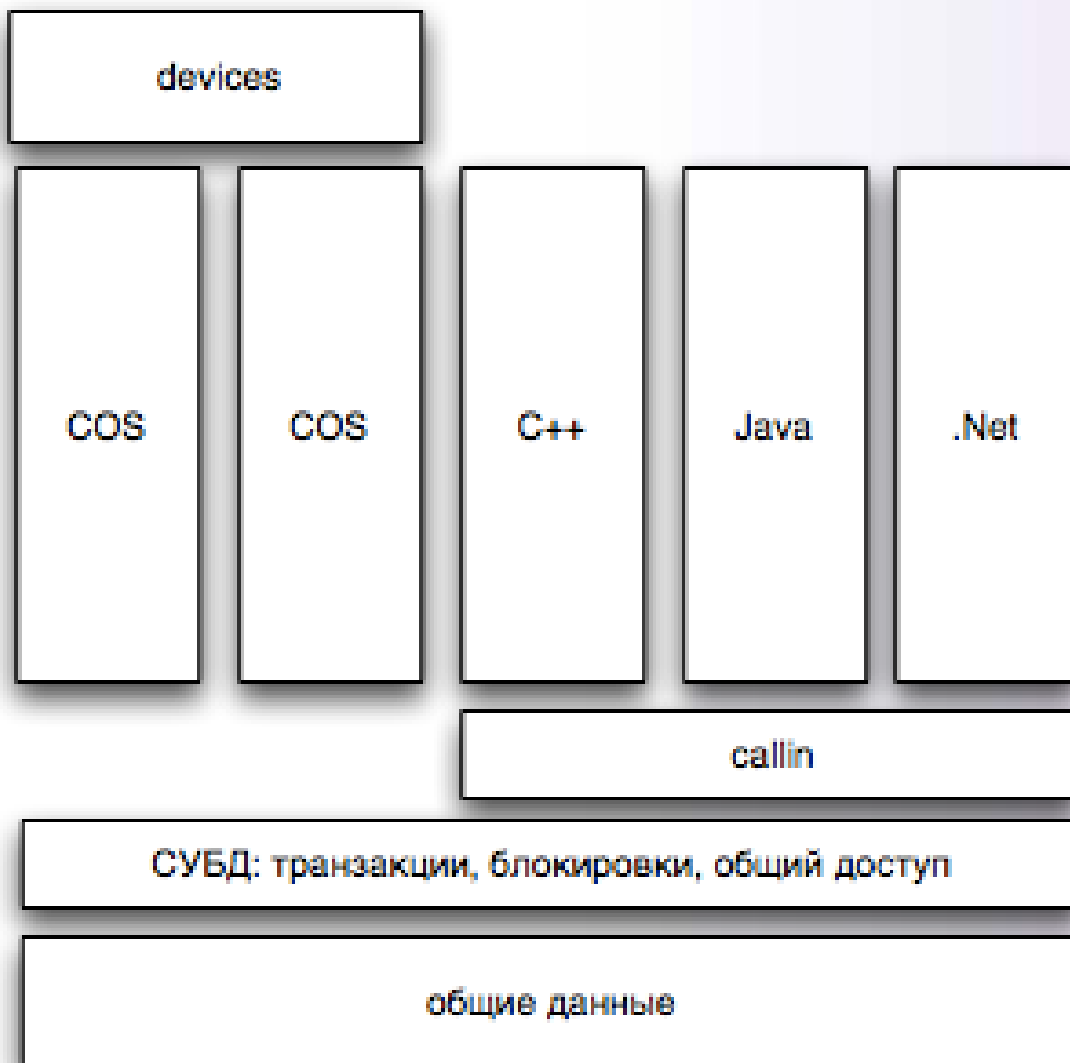 devices
COS
COS
C++
Java
.Net
callin
СУБД: транзакции, блокировки, общий доступ
общие данные